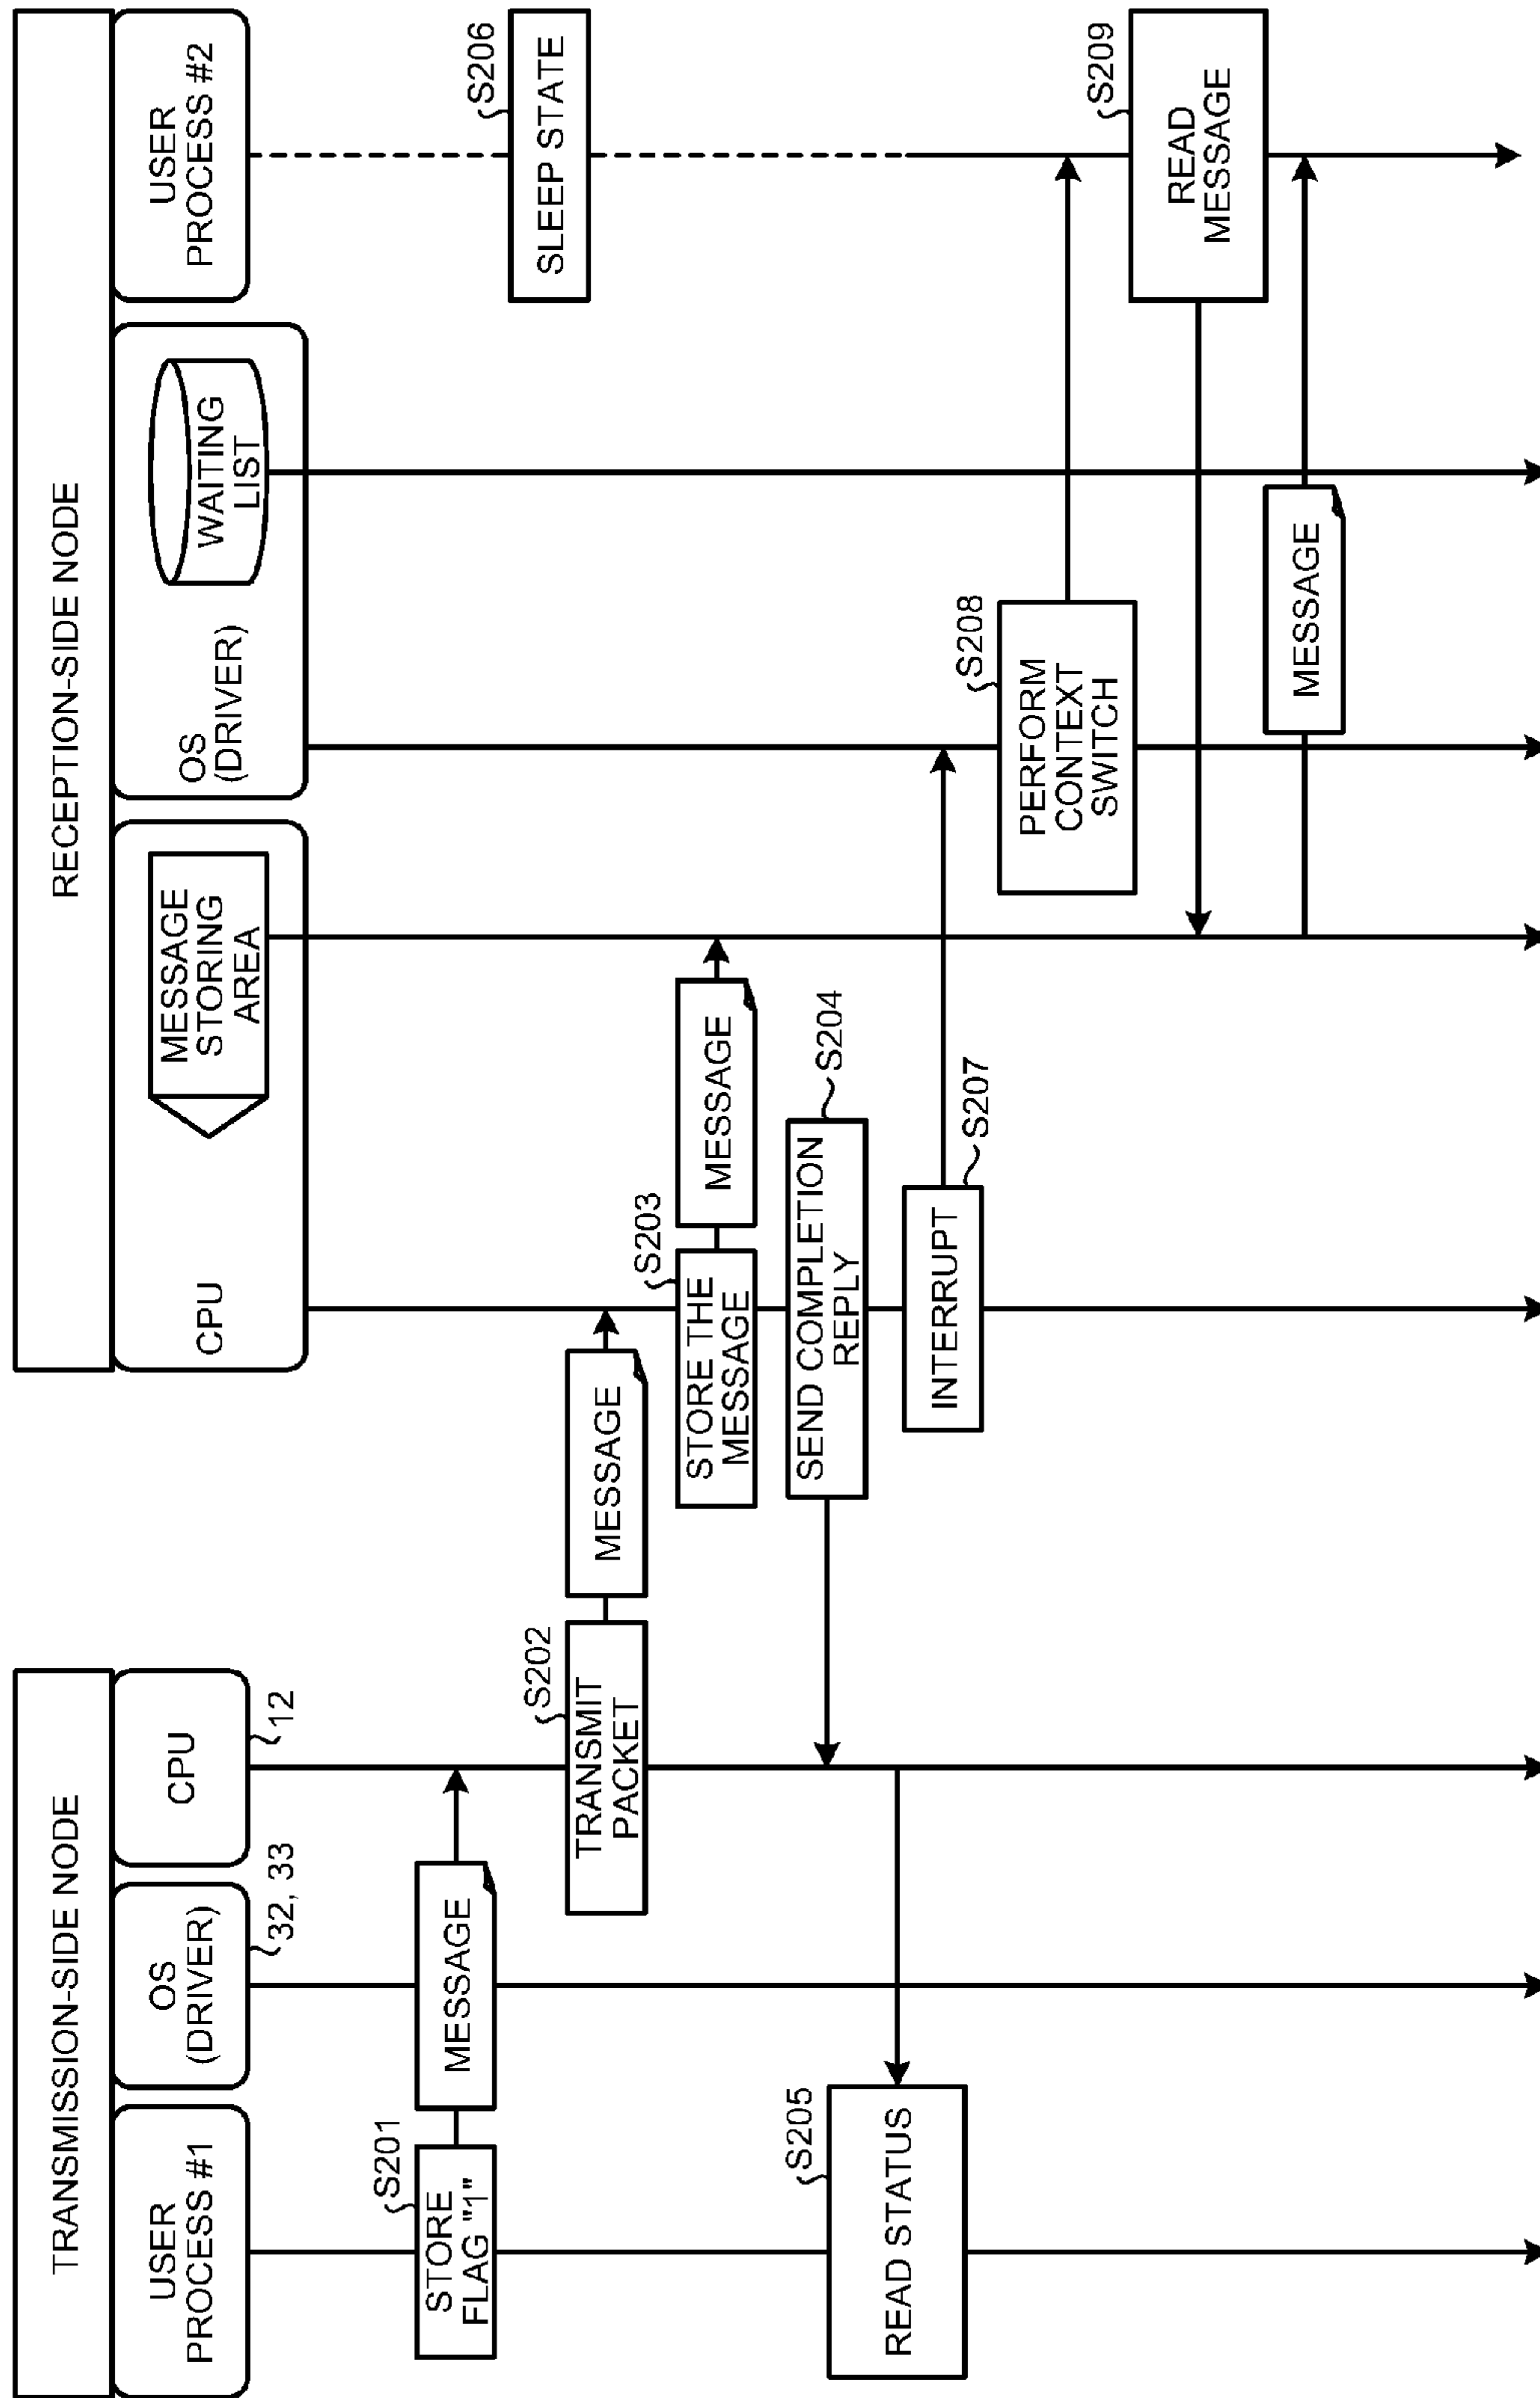 TRANSMISSION-SIDE NODE
RECEPTION-SIDE NODE
USER
PROCESS #1
OS
(DRIVER)
32, 33
CPU
12
CPU
MESSAGE
STORING
AREA
OS
(DRIVER)
WAITING
LIST
USER
PROCESS #2
S201
STORE
FLAG "1"
MESSAGE
S206
SLEEP STATE
S202
TRANSMIT
PACKET
MESSAGE
S203
STORE THE
MESSAGE
MESSAGE
S204
SEND COMPLETION
REPLY
S205
READ STATUS
S207
INTERRUPT
S208
PERFORM
CONTEXT
SWITCH
S209
READ
MESSAGE
MESSAGE